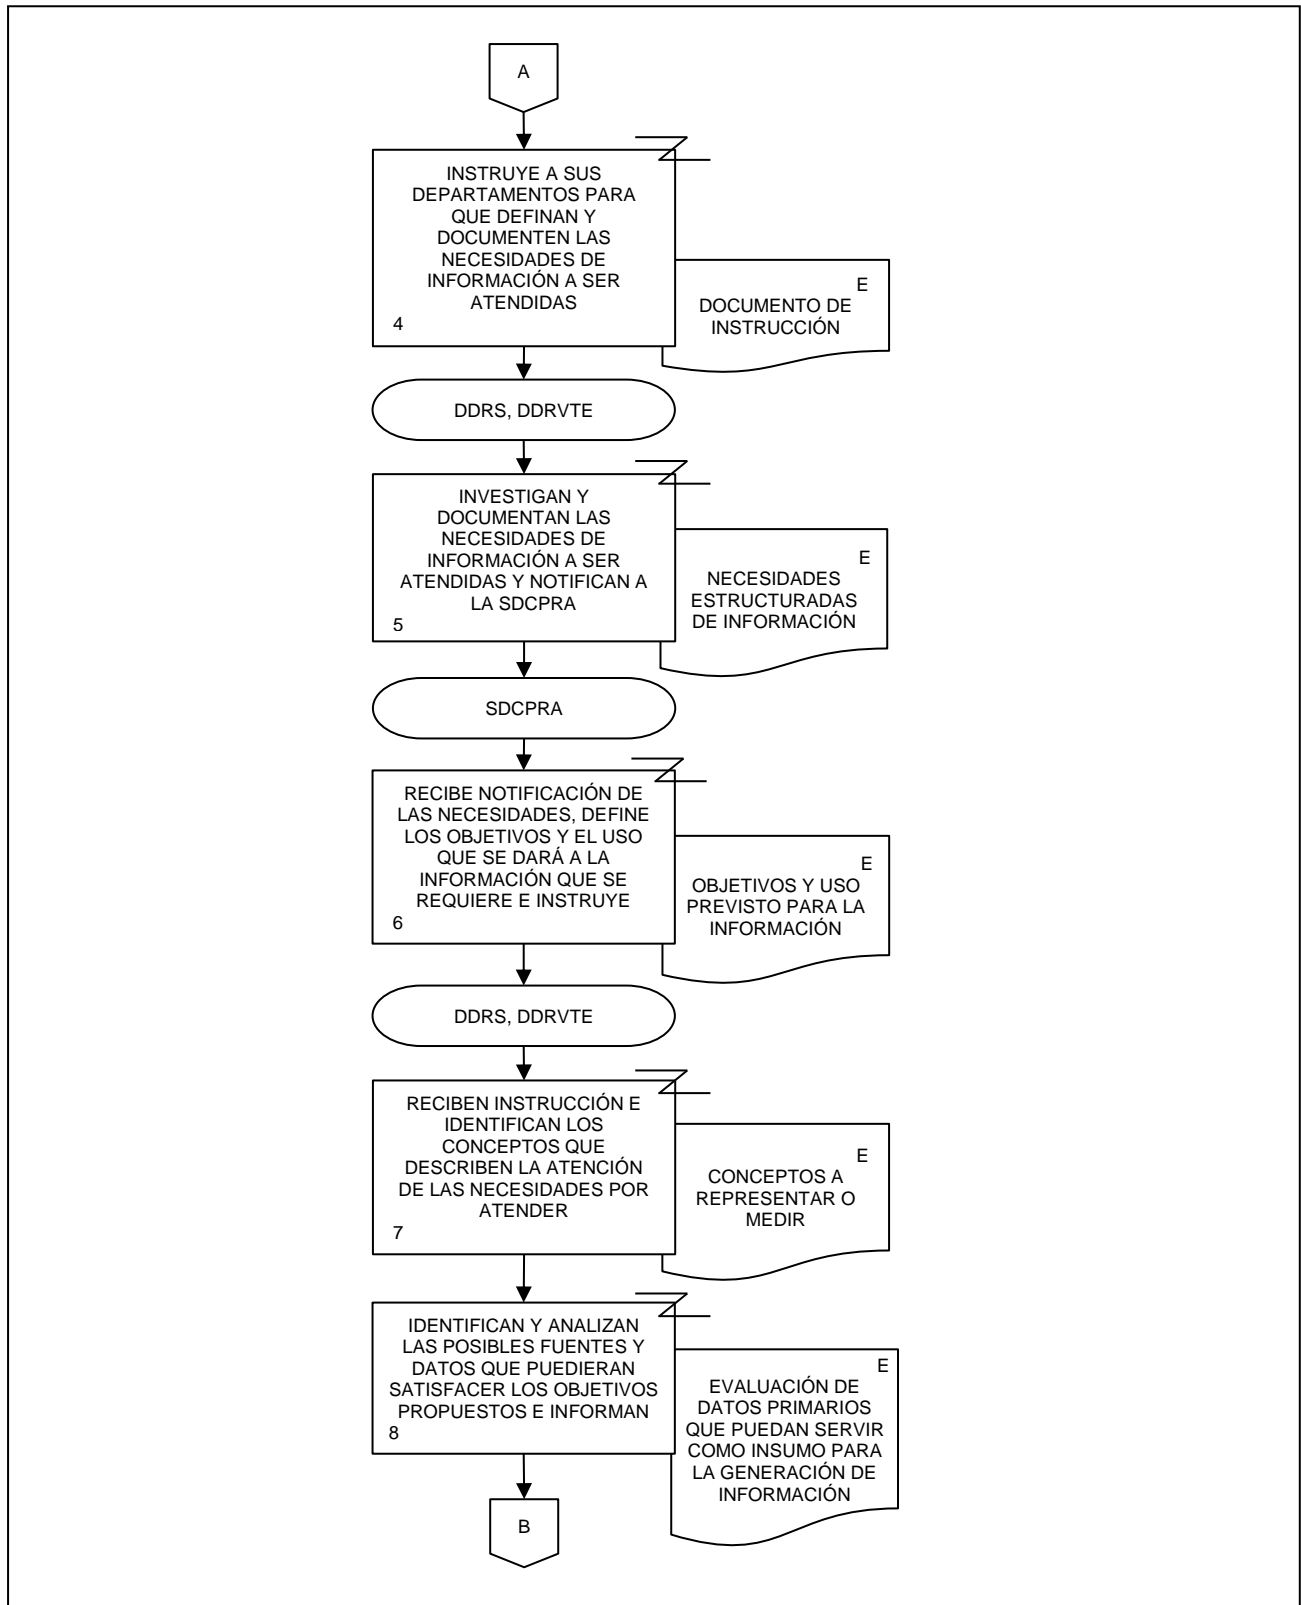 A
INSTRUYE A SUS
DEPARTAMENTOS PARA
QUE DEFINAN Y
DOCUMENTEN LAS
NECESIDADES DE
INFORMACIÓN A SER
ATENDIDAS
4
E
DOCUMENTO DE
INSTRUCCIÓN
DDRS, DDRVTE
INVESTIGAN Y
DOCUMENTAN LAS
NECESIDADES DE
INFORMACIÓN A SER
ATENDIDAS Y NOTIFICAN A
LA SDCPRA
5
E
NECESIDADES
ESTRUCTURADAS
DE INFORMACIÓN
SDCPRA
RECIBE NOTIFICACIÓN DE
LAS NECESIDADES, DEFINE
LOS OBJETIVOS Y EL USO
QUE SE DARÁ A LA
INFORMACIÓN QUE SE
REQUIERE E INSTRUYE
6
E
OBJETIVOS Y USO
PREVISTO PARA LA
INFORMACIÓN
DDRS, DDRVTE
RECIBEN INSTRUCCIÓN E
IDENTIFICAN LOS
CONCEPTOS QUE
DESCRIBEN LA ATENCIÓN
DE LAS NECESIDADES POR
ATENDER
7
E
CONCEPTOS A
REPRESENTAR O
MEDIR
IDENTIFICAN Y ANALIZAN
LAS POSIBLES FUENTES Y
DATOS QUE PUEDIERAN
SATISFACER LOS OBJETIVOS
PROPUESTOS E INFORMAN
8
E
EVALUACIÓN DE
DATOS PRIMARIOS
QUE PUEDAN SERVIR
COMO INSUMO PARA
LA GENERACIÓN DE
INFORMACIÓN
B